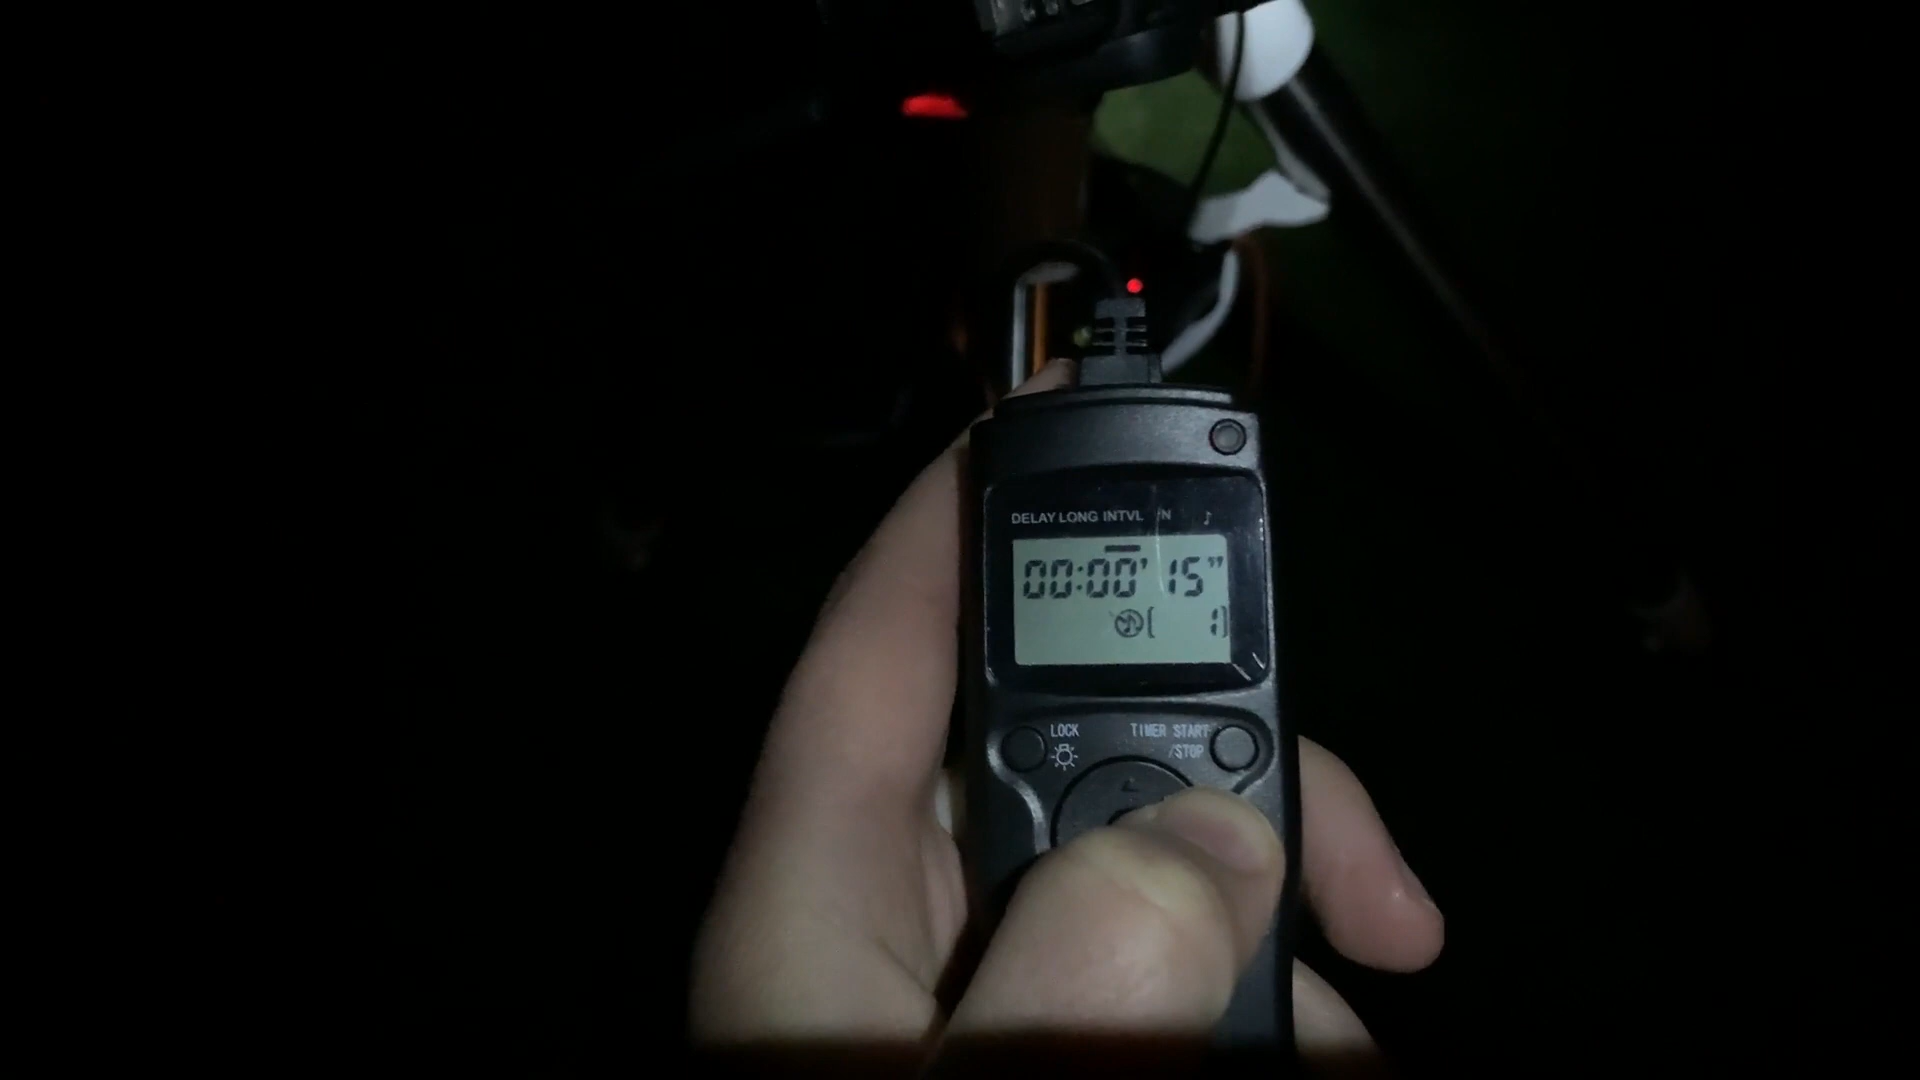 DELAY LONG INTVL N ♪
00:00' 15"
( 1)
LOCK
TIMER START
/STOP